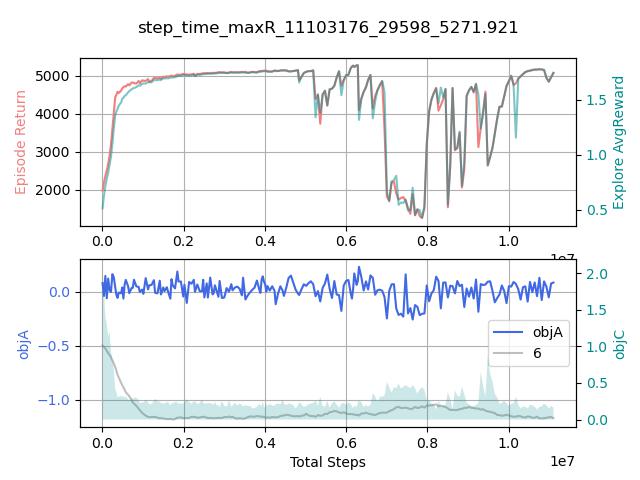 step_time_maxR_11103176_29598_5271.921
5000
4000
3000
2000
Episode Return
1.5
1.0
0.5
Explore AvgReward
0.0 0.2 0.4 0.6 0.8 1.0
1e7
0.0
−0.5
−1.0
objA
2.0
1.5
1.0
0.5
0.0
objC
objA
6
0.0 0.2 0.4 0.6 0.8 1.0
Total Steps
1e7